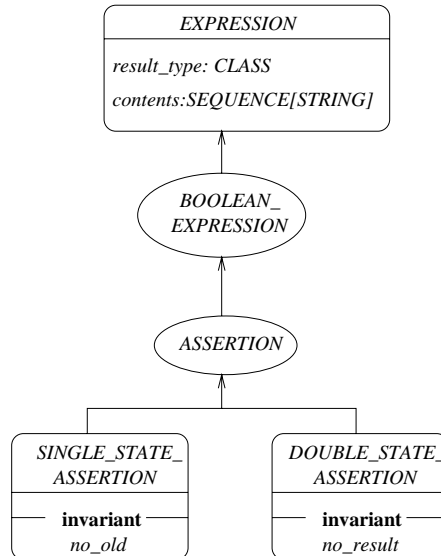 EXPRESSION
result_type: CLASS
contents:SEQUENCE[STRING]
BOOLEAN_
EXPRESSION
ASSERTION
SINGLE_STATE_
ASSERTION
invariant
no_old
DOUBLE_STATE_
ASSERTION
invariant
no_result